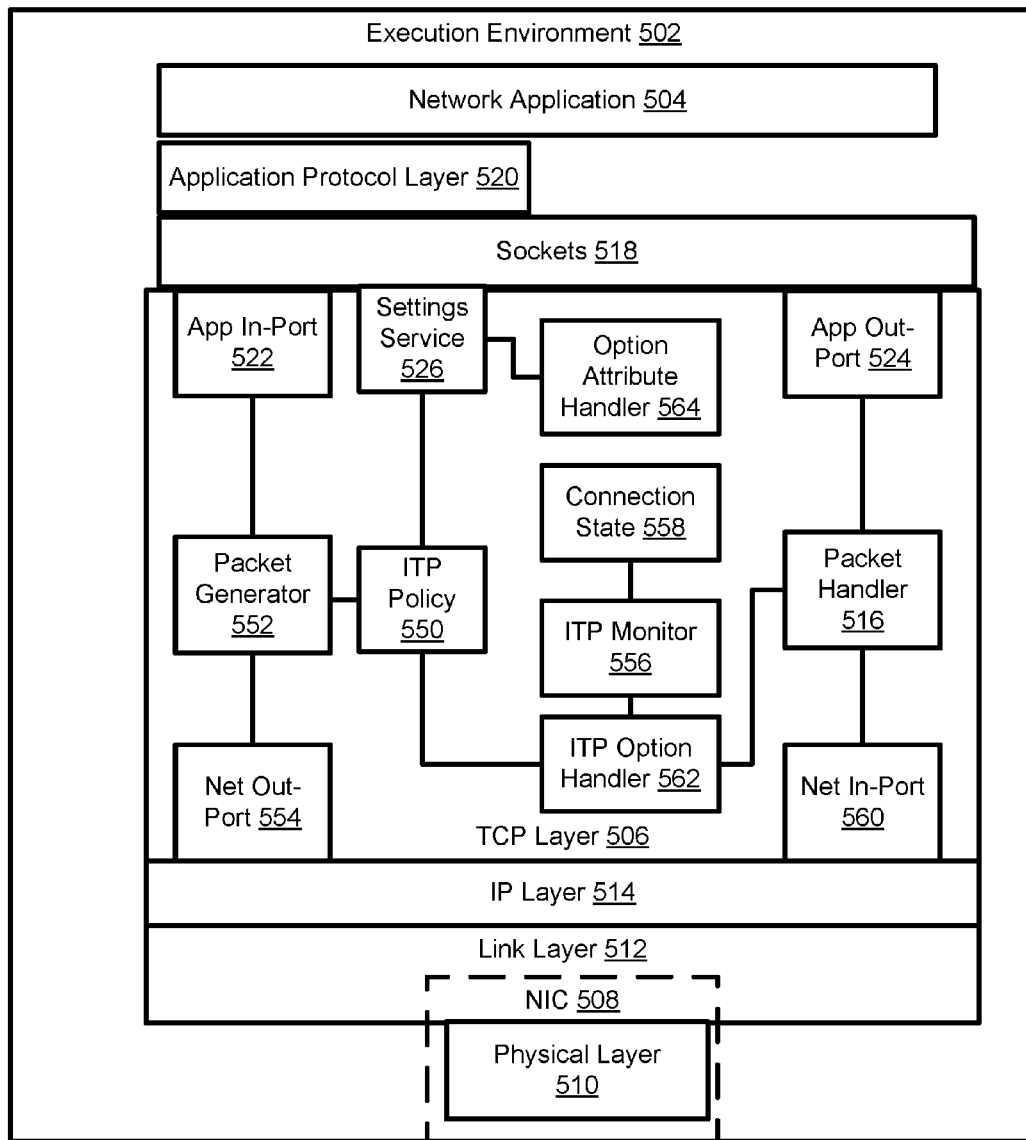 Execution Environment 502
Network Application 504
Application Protocol Layer 520
Sockets 518
App In-Port
522
Settings
Service
526
Option
Attribute
Handler 564
App Out-
Port 524
Connection
State 558
Packet
Generator
552
ITP
Policy
550
ITP Monitor
556
Packet
Handler
516
Net Out-
Port 554
ITP Option
Handler 562
Net In-Port
560
TCP Layer 506
IP Layer 514
Link Layer 512
NIC 508
Physical Layer
510